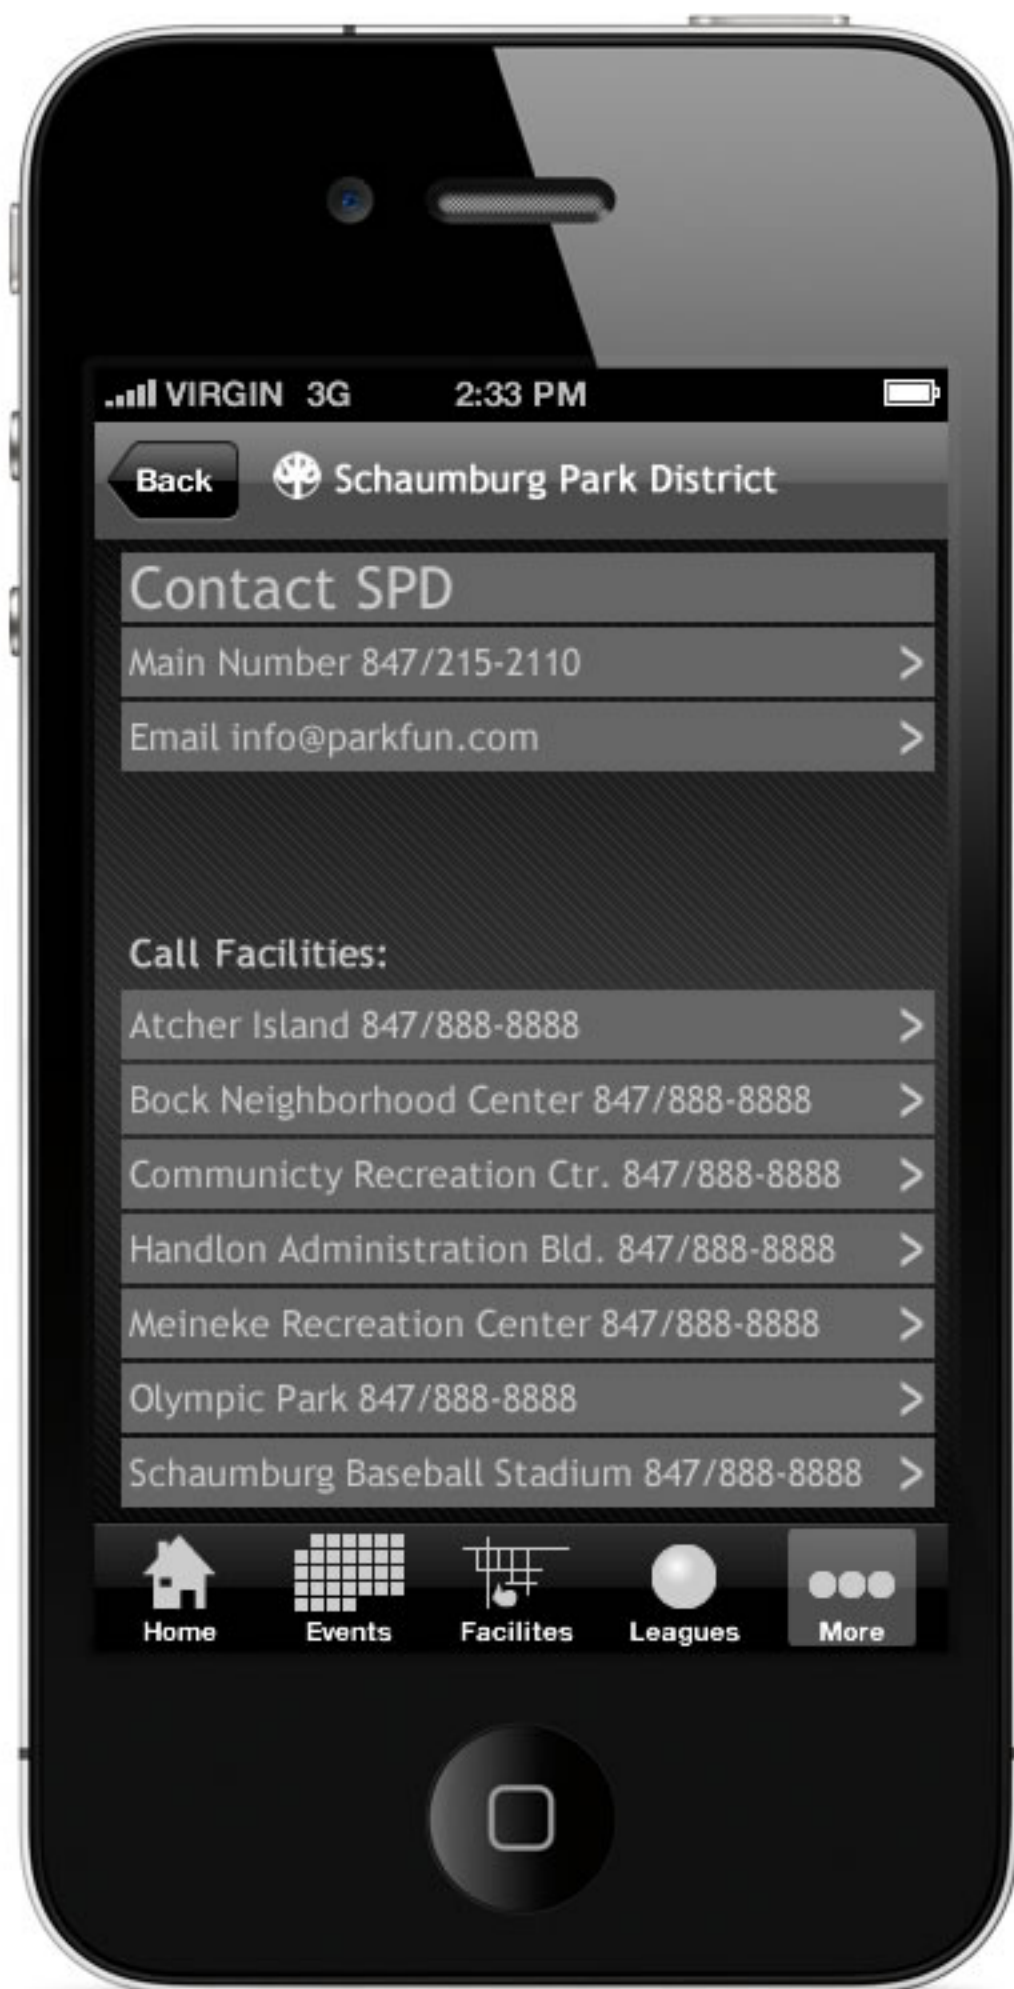 VIRGIN 3G 2:33 PM
Back Schaumburg Park District
Contact SPD
Main Number 847/215-2110 >
Email info@parkfun.com >
Call Facilities:
Atcher Island 847/888-8888 >
Bock Neighborhood Center 847/888-8888 >
Communicty Recreation Ctr. 847/888-8888 >
Handlon Administration Bld. 847/888-8888 >
Meineke Recreation Center 847/888-8888 >
Olympic Park 847/888-8888 >
Schaumburg Baseball Stadium 847/888-8888 >
Home Events Facilites Leagues More